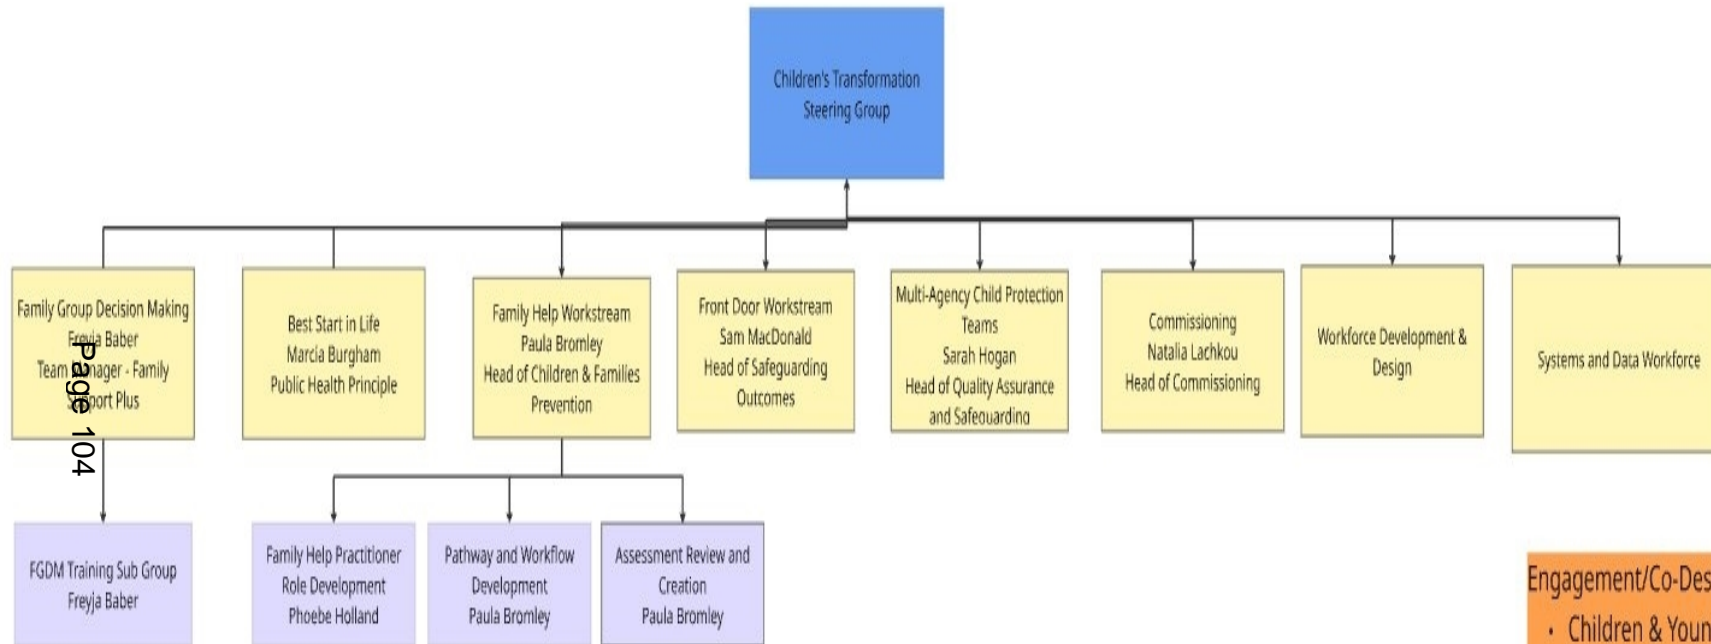 Children's Transformation
Steering Group
Family Group Decision Making
Freyja Baber
Team Manager - Family
Support Plus
Best Start in Life
Marcia Burgham
Public Health Principle
Family Help Workstream
Paula Bromley
Head of Children & Families
Prevention
Front Door Workstream
Sam MacDonald
Head of Safeguarding
Outcomes
Multi-Agency Child Protection
Teams
Sarah Hogan
Head of Quality Assurance
and Safeguarding
Commissioning
Natalia Lachkou
Head of Commissioning
Workforce Development &
Design
Systems and Data Workforce
Page 104
FGDM Training Sub Group
Freyja Baber
Family Help Practitioner
Role Development
Phoebe Holland
Pathway and Workflow
Development
Paula Bromley
Assessment Review and
Creation
Paula Bromley
Engagement/Co-Des
• Children & Youn